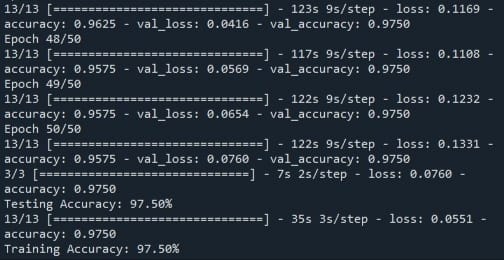 13/13 [==============================] - 123s 9s/step - loss: 0.1169 -
accuracy: 0.9625 - val_loss: 0.0416 - val_accuracy: 0.9750
Epoch 48/50
13/13 [==============================] - 117s 9s/step - loss: 0.1108 -
accuracy: 0.9575 - val_loss: 0.0569 - val_accuracy: 0.9750
Epoch 49/50
13/13 [==============================] - 122s 9s/step - loss: 0.1232 -
accuracy: 0.9575 - val_loss: 0.0654 - val_accuracy: 0.9750
Epoch 50/50
13/13 [==============================] - 122s 9s/step - loss: 0.1331 -
accuracy: 0.9575 - val_loss: 0.0760 - val_accuracy: 0.9750
3/3 [==============================] - 7s 2s/step - loss: 0.0760 -
accuracy: 0.9750
Testing Accuracy: 97.50%
13/13 [==============================] - 35s 3s/step - loss: 0.0551 -
accuracy: 0.9750
Training Accuracy: 97.50%